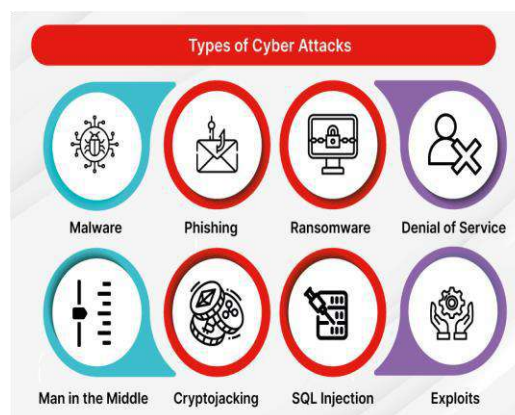 Types of Cyber Attacks
Malware Phishing Ransomware Denial of Service
Man in the Middle Cryptojacking SQL Injection Exploits